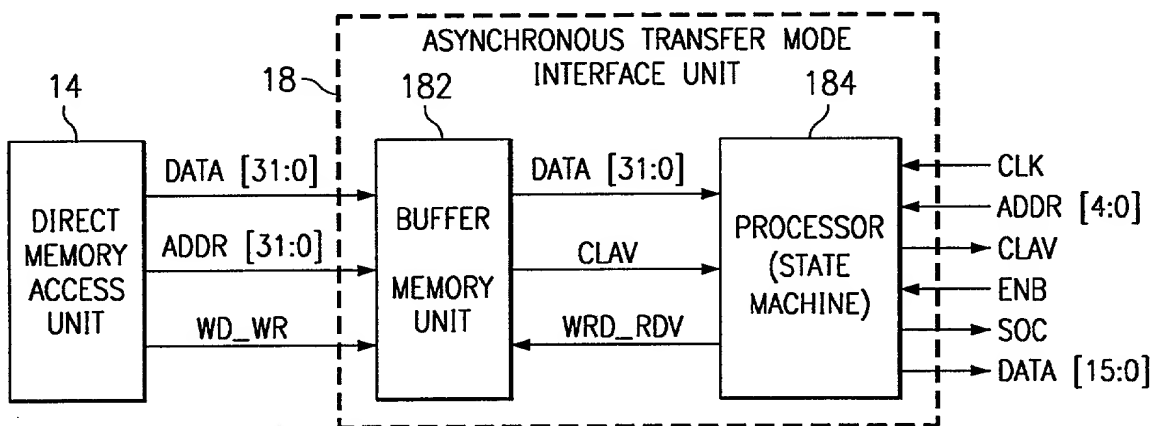 ASYNCHRONOUS TRANSFER MODE
INTERFACE UNIT
18
14
182
184
DIRECT
MEMORY
ACCESS
UNIT
DATA [31:0]
ADDR [31:0]
WD_WR
BUFFER
MEMORY
UNIT
DATA [31:0]
CLAV
WRD_RDV
PROCESSOR
(STATE
MACHINE)
CLK
ADDR [4:0]
CLAV
ENB
SOC
DATA [15:0]